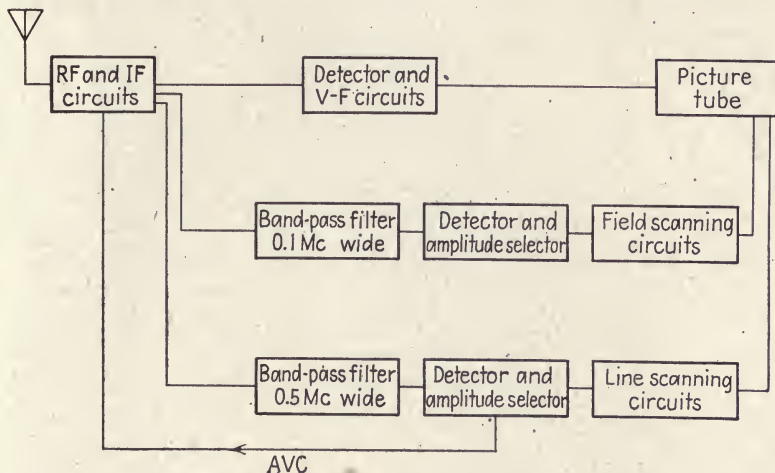 RF and IF
circuits
Detector and
V-F circuits
Picture
tube
Band-pass filter
0.1 Mc wide
Detector and
amplitude selector
Field scanning
circuits
Band-pass filter
0.5 Mc wide
Detector and
amplitude selector
Line scanning
circuits
AVC